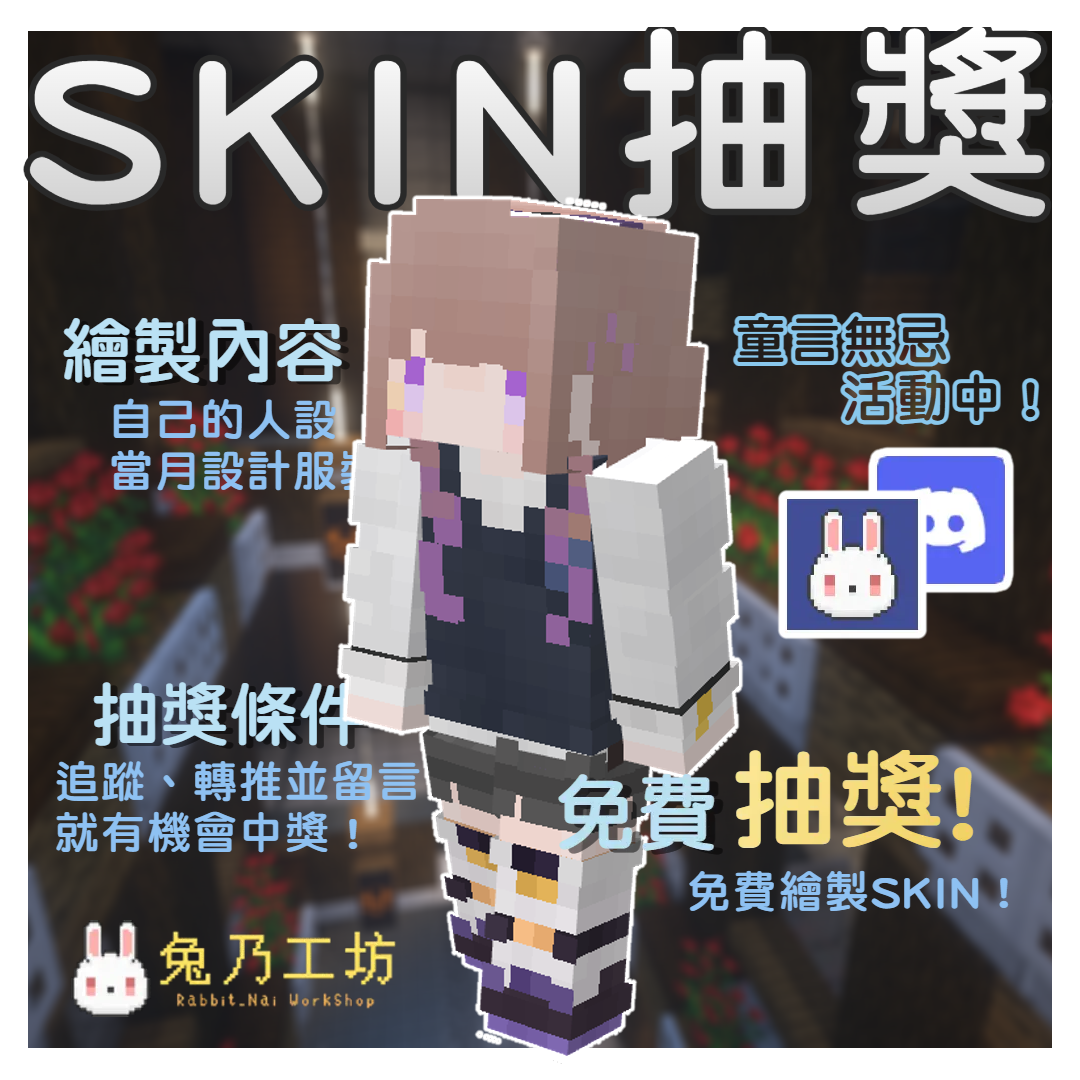 SKIN抽獎
繪製內容
自己的人設
當月設計服
童言無忌
活動中！
抽獎條件
追蹤、轉推並留言
就有機會中獎！
免費抽獎!
免費繪製SKIN！
兔乃工坊
Rabbit_Nai WorkShop